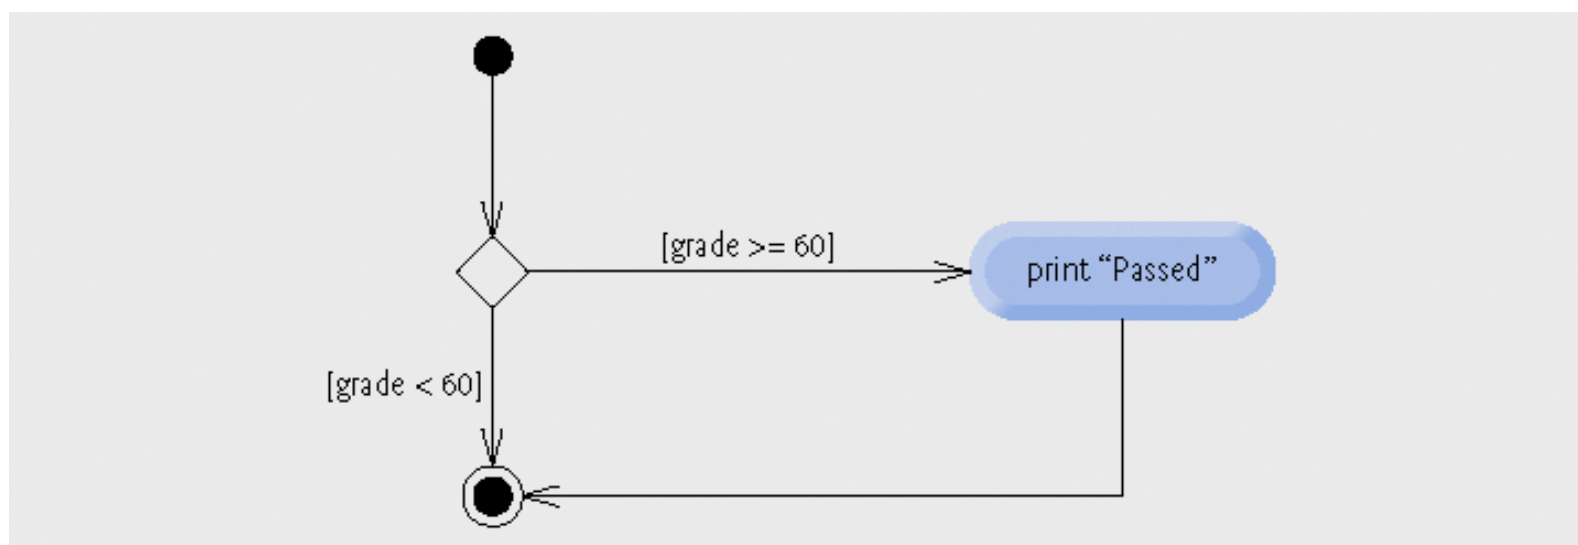 [grade >= 60]
print “Passed”
[grade < 60]